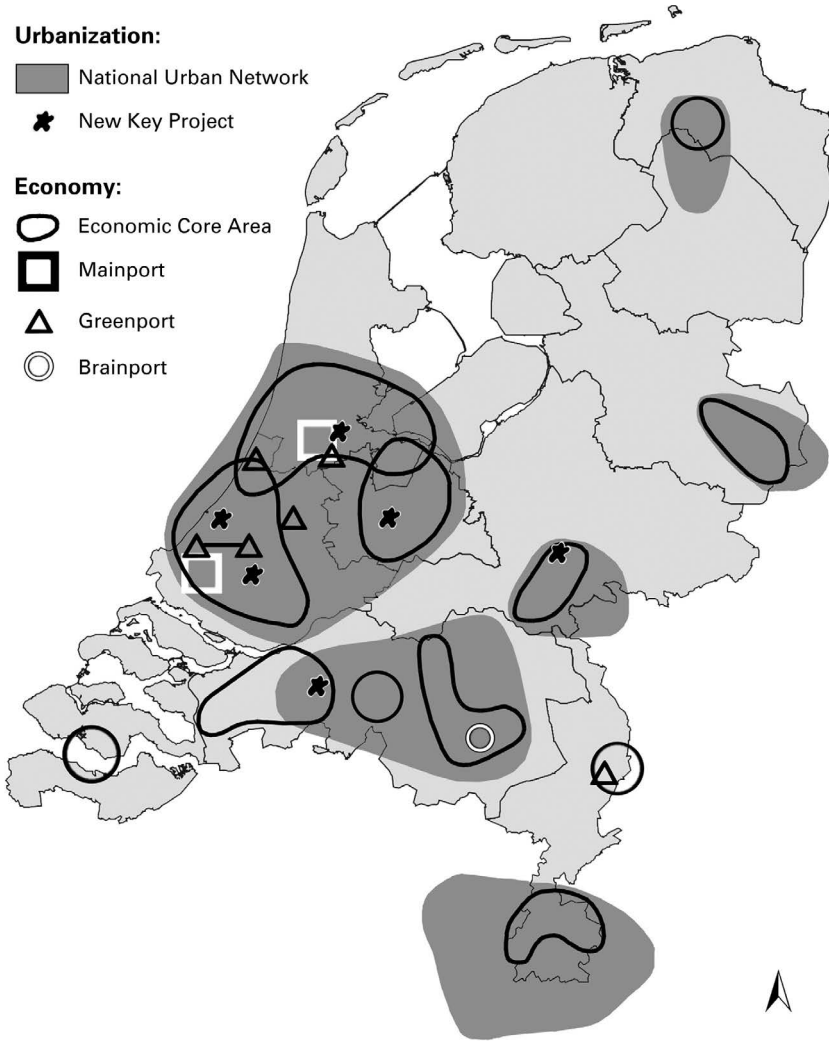 Urbanization:
National Urban Network
New Key Project
Economy:
Economic Core Area
Mainport
Greenport
Brainport